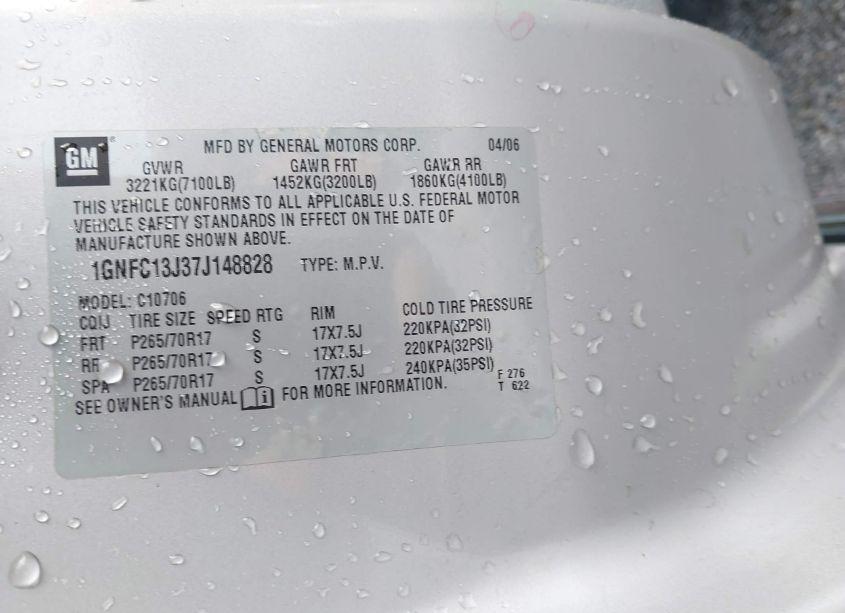 GM
MFD BY GENERAL MOTORS CORP. 04/06
GVWR GAWR FRT GAWR RR
3221KG(7100LB) 1452KG(3200LB) 1860KG(4100LB)
THIS VEHICLE CONFORMS TO ALL APPLICABLE U.S. FEDERAL MOTOR
VEHICLE SAFETY STANDARDS IN EFFECT ON THE DATE OF
MANUFACTURE SHOWN ABOVE.
1GNFC13J37J148828 TYPE: M.P.V.
MODEL: C10706
TIRE SIZE SPEED RTG RIM COLD TIRE PRESSURE
FRT P265/70R17 S 17X7.5J 220KPA(32PSI)
RR P265/70R17 S 17X7.5J 220KPA(32PSI)
SPA P265/70R17 S 17X7.5J 240KPA(35PSI)
SEE OWNER'S MANUAL i FOR MORE INFORMATION.
F 276
T 622